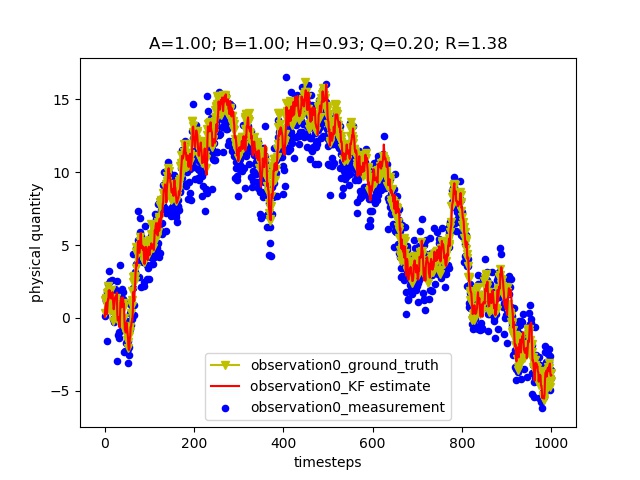 A=1.00; B=1.00; H=0.93; Q=0.20; R=1.38
physical quantity
15
10
5
0
−5
observation0_ground_truth
observation0_KF estimate
observation0_measurement
0 200 400 600 800 1000
timesteps